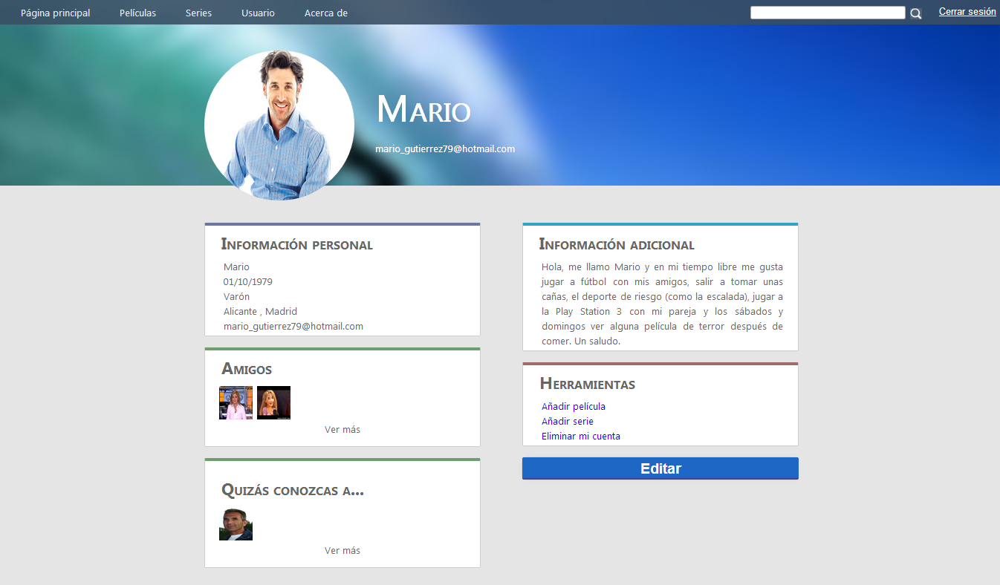 Página principal Películas Series Usuario Acerca de Cerrar sesión
Mario
mario_gutierrez79@hotmail.com
Información personal
Mario
01/10/1979
Varón
Alicante , Madrid
mario_gutierrez79@hotmail.com
Amigos
Ver más
Quizás conozcas a...
Ver más
Información adicional
Hola, me llamo Mario y en mi tiempo libre me gusta
jugar a fútbol con mis amigos, salir a tomar unas
cañas, el deporte de riesgo (como la escalada), jugar a
la Play Station 3 con mi pareja y los sábados y
domingos ver alguna película de terror después de
comer. Un saludo.
Herramientas
Añadir película
Añadir serie
Eliminar mi cuenta
Editar